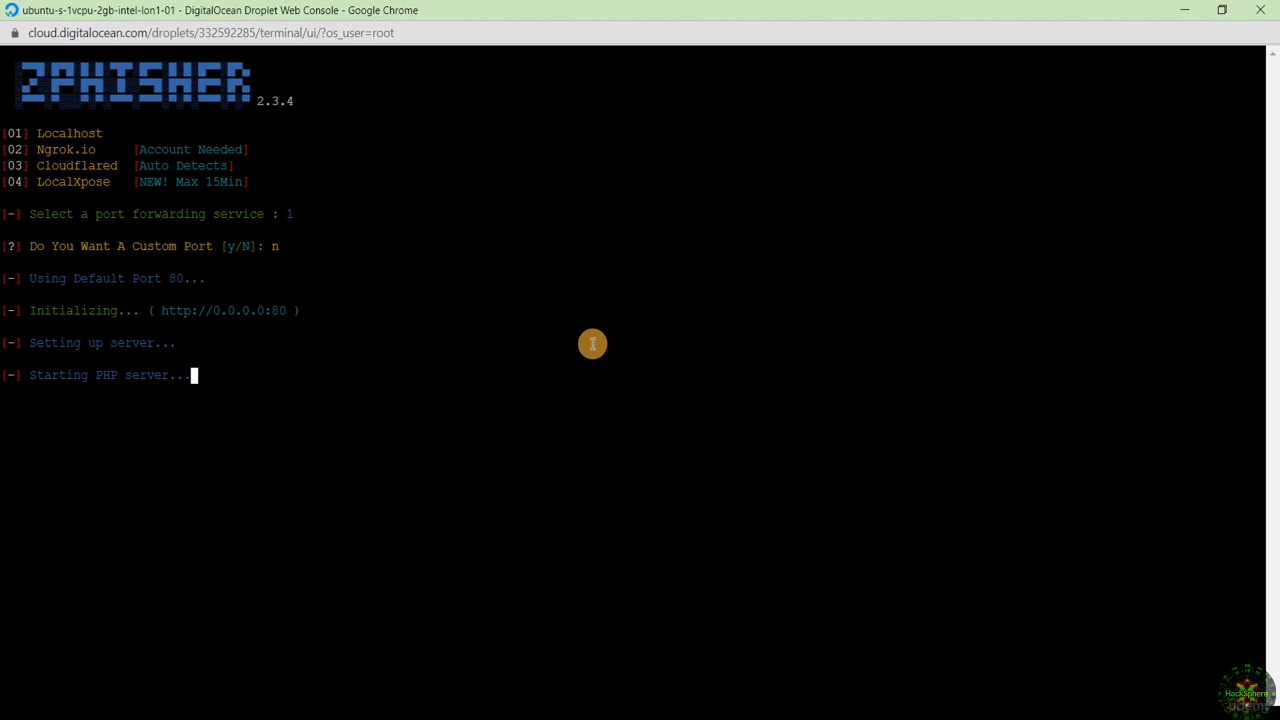 ubuntu-s-1vcpu-2gb-intel-lon1-01 - DigitalOcean Droplet Web Console - Google Chrome
cloud.digitalocean.com/droplets/332592285/terminal/ui/?os_user=root
ZPHISHER 2.3.4
[01] Localhost
[02] Ngrok.io [Account Needed]
[03] Cloudflared [Auto Detects]
[04] LocalXpose [NEW! Max 15Min]
[-] Select a port forwarding service : 1
[?] Do You Want A Custom Port [y/N]: n
[-] Using Default Port 80...
[-] Initializing... ( http://0.0.0.0:80 )
[-] Setting up server...
[-] Starting PHP server...
HackSphere
udemy